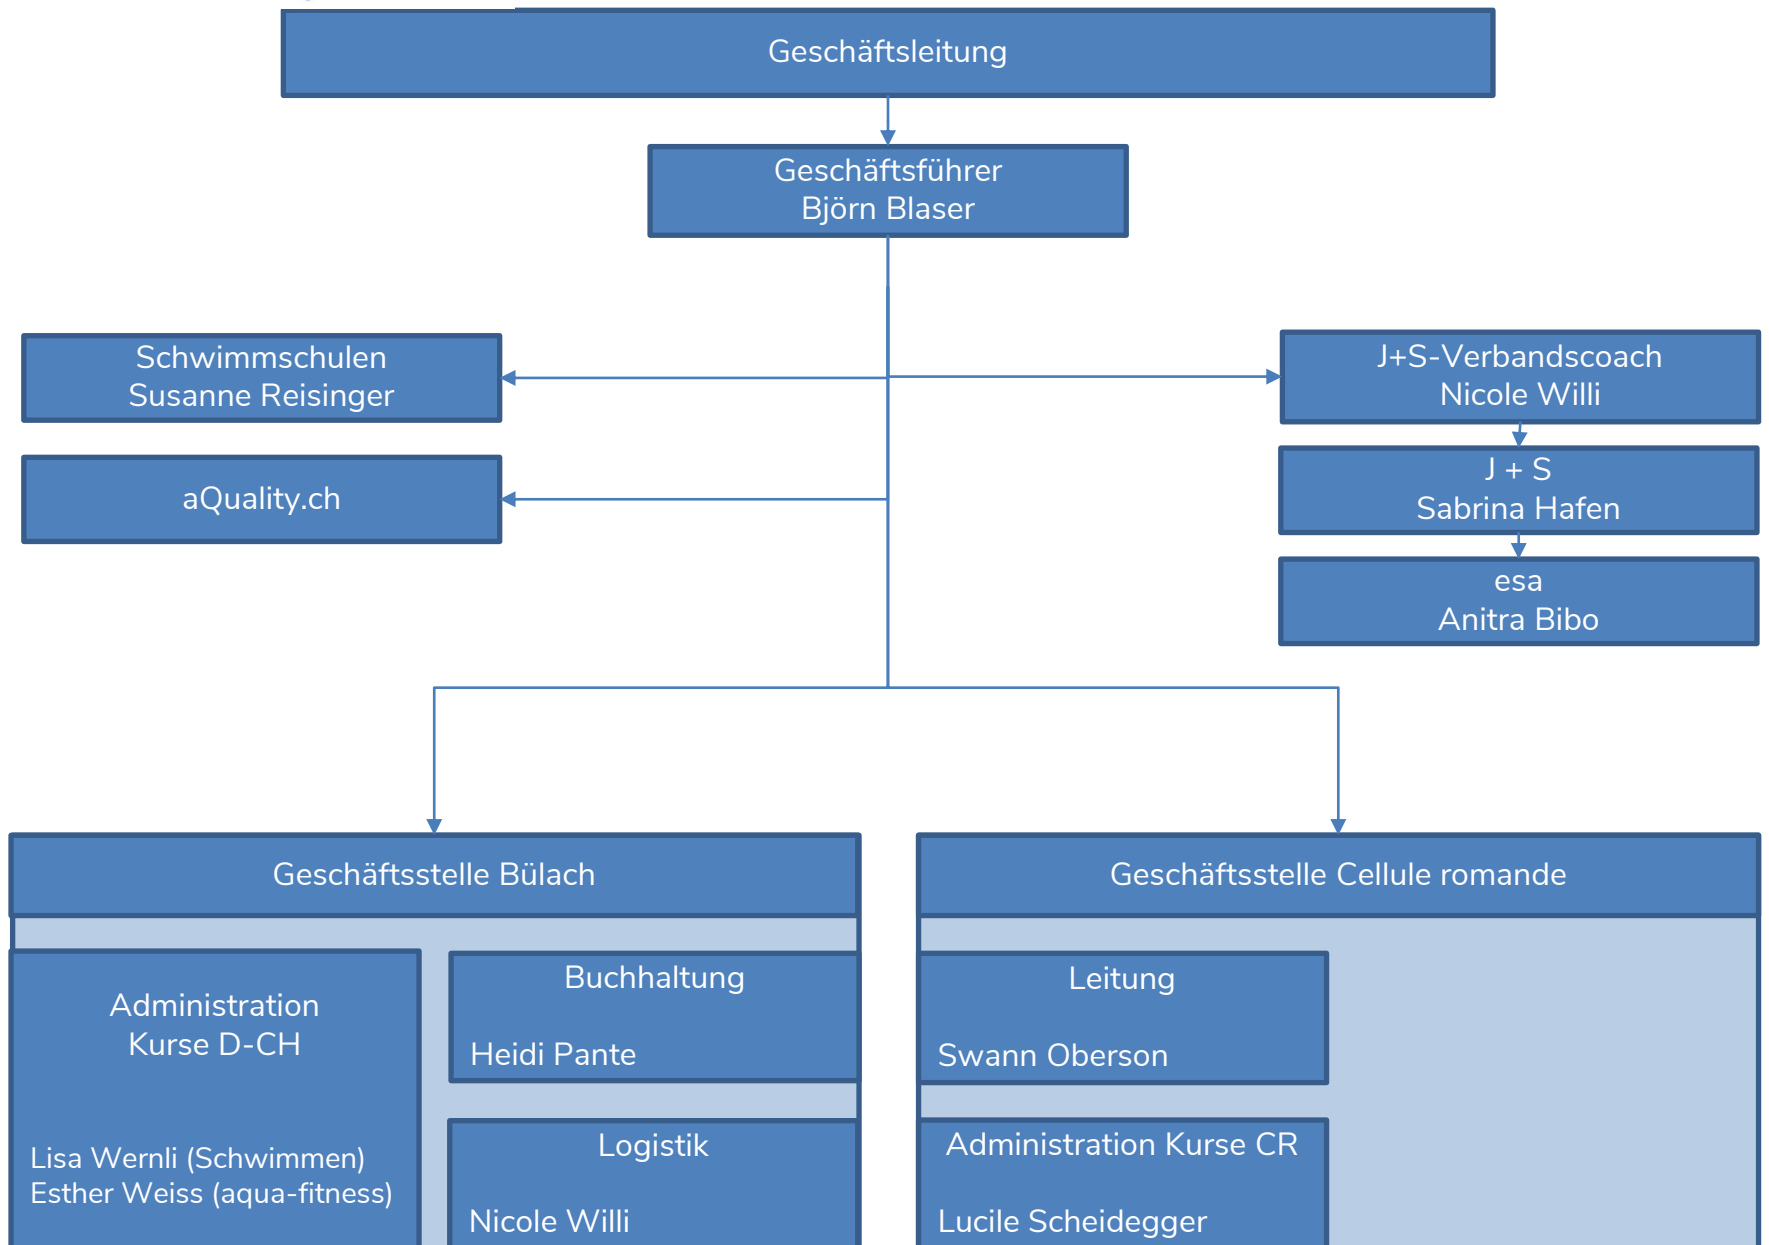 Geschäftsleitung
Geschäftsführer
Björn Blaser
Schwimmschulen
Susanne Reisinger
aQuality.ch
J+S-Verbandscoach
Nicole Willi
J + S
Sabrina Hafen
esa
Anitra Bibo
Geschäftsstelle Bülach
Administration
Kurse D-CH
Lisa Wernli (Schwimmen)
Esther Weiss (aqua-fitness)
Buchhaltung
Heidi Pante
Logistik
Nicole Willi
Geschäftsstelle Cellule romande
Leitung
Swann Oberson
Administration Kurse CR
Lucile Scheidegger